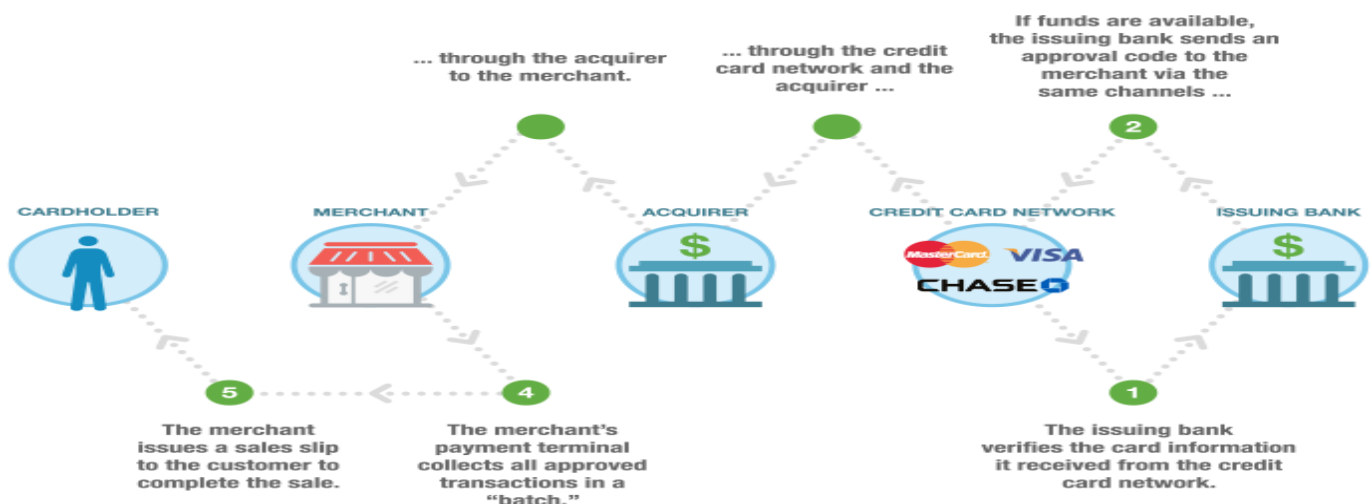 ... through the acquirer
to the merchant.
... through the credit
card network and the
acquirer ...
If funds are available,
the issuing bank sends an
approval code to the
merchant via the
same channels ...
2
CARDHOLDER
MERCHANT
ACQUIRER
CREDIT CARD NETWORK
ISSUING BANK
$
MasterCard.
VISA
CHASE
$
5
4
1
The merchant
issues a sales slip
to the customer to
complete the sale.
The merchant's
payment terminal
collects all approved
transactions in a
"batch."
The issuing bank
verifies the card information
it received from the credit
card network.